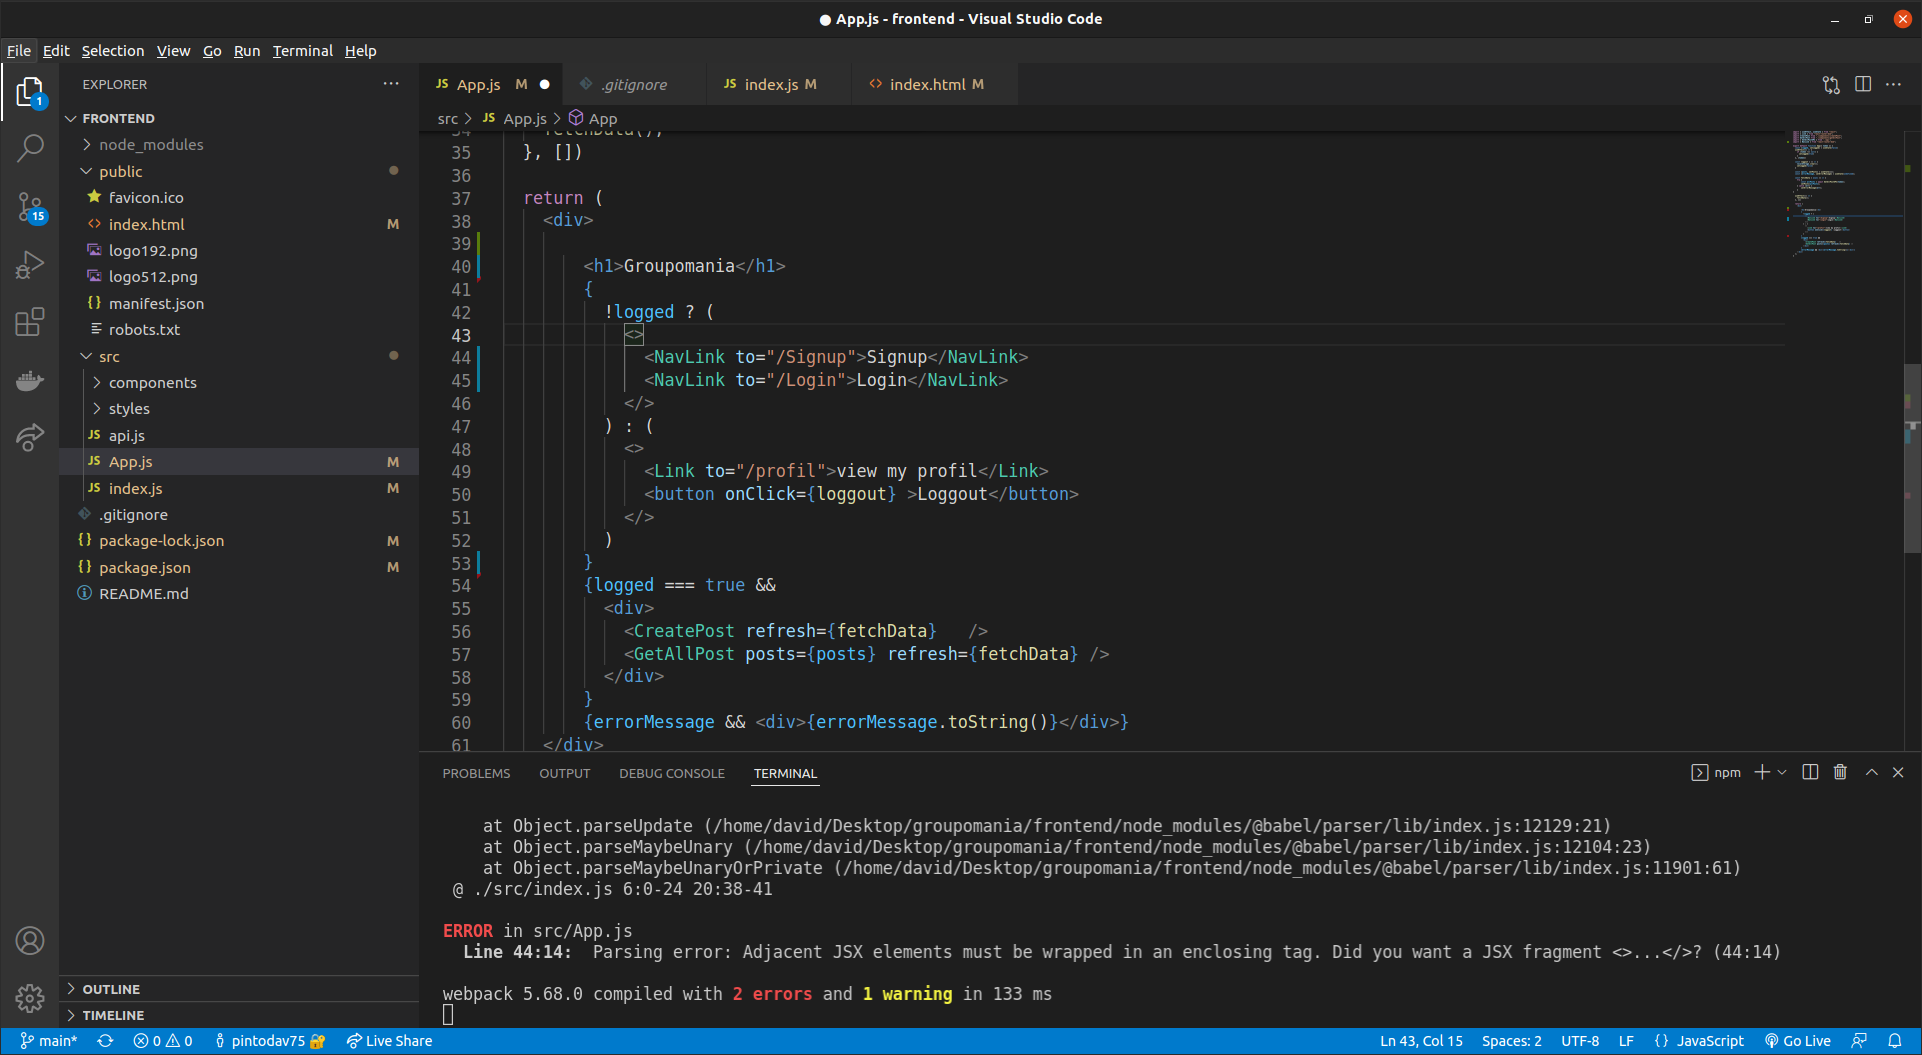 ● App.js - frontend - Visual Studio Code
File Edit Selection View Go Run Terminal Help
EXPLORER
JS App.js M
.gitignore
JS index.js M
<> index.html M
src > JS App.js > App
FRONTEND
node_modules
public
favicon.ico
<> index.html M
logo192.png
logo512.png
{} manifest.json
robots.txt
src
components
styles
JS api.js
JS App.js M
JS index.js M
.gitignore
{} package-lock.json M
{} package.json M
README.md
OUTLINE
TIMELINE
1
15
34 fetchData();
35 }, [])
36
37 return (
38 <div>
39
40 <h1>Groupomania</h1>
41 {
42 !logged ? (
43 <>
44 <NavLink to="/Signup">Signup</NavLink>
45 <NavLink to="/Login">Login</NavLink>
46 </>
47 ) : (
48 <>
49 <Link to="/profil">view my profil</Link>
50 <button onClick={loggout} >Loggout</button>
51 </>
52 )
53 }
54 {logged === true &&
55 <div>
56 <CreatePost refresh={fetchData}   />
57 <GetAllPost posts={posts} refresh={fetchData} />
58 </div>
59 }
60 {errorMessage && <div>{errorMessage.toString()}</div>}
61 </div>
PROBLEMS OUTPUT DEBUG CONSOLE TERMINAL
npm
at Object.parseUpdate (/home/david/Desktop/groupomania/frontend/node_modules/@babel/parser/lib/index.js:12129:21)
at Object.parseMaybeUnary (/home/david/Desktop/groupomania/frontend/node_modules/@babel/parser/lib/index.js:12104:23)
at Object.parseMaybeUnaryOrPrivate (/home/david/Desktop/groupomania/frontend/node_modules/@babel/parser/lib/index.js:11901:61)
@ ./src/index.js 6:0-24 20:38-41
ERROR in src/App.js
Line 44:14:  Parsing error: Adjacent JSX elements must be wrapped in an enclosing tag. Did you want a JSX fragment <>...</>? (44:14)
webpack 5.68.0 compiled with 2 errors and 1 warning in 133 ms
main* 0 0 pintodav75 Live Share Ln 43, Col 15 Spaces: 2 UTF-8 LF {} JavaScript Go Live